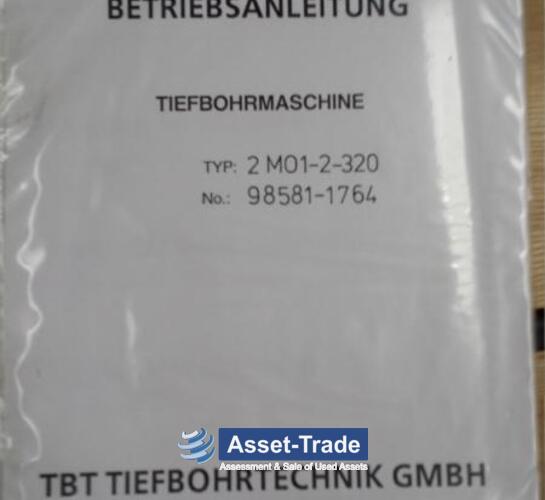 BETRIEBSANLEITUNG
TIEFBOHRMASCHINE
TYP: 2 M01-2-320
No.: 98581-1764
Asset-Trade
Assessment & Sale of Used Assets
TBT TIEFBOHRTECHNIK GMBH